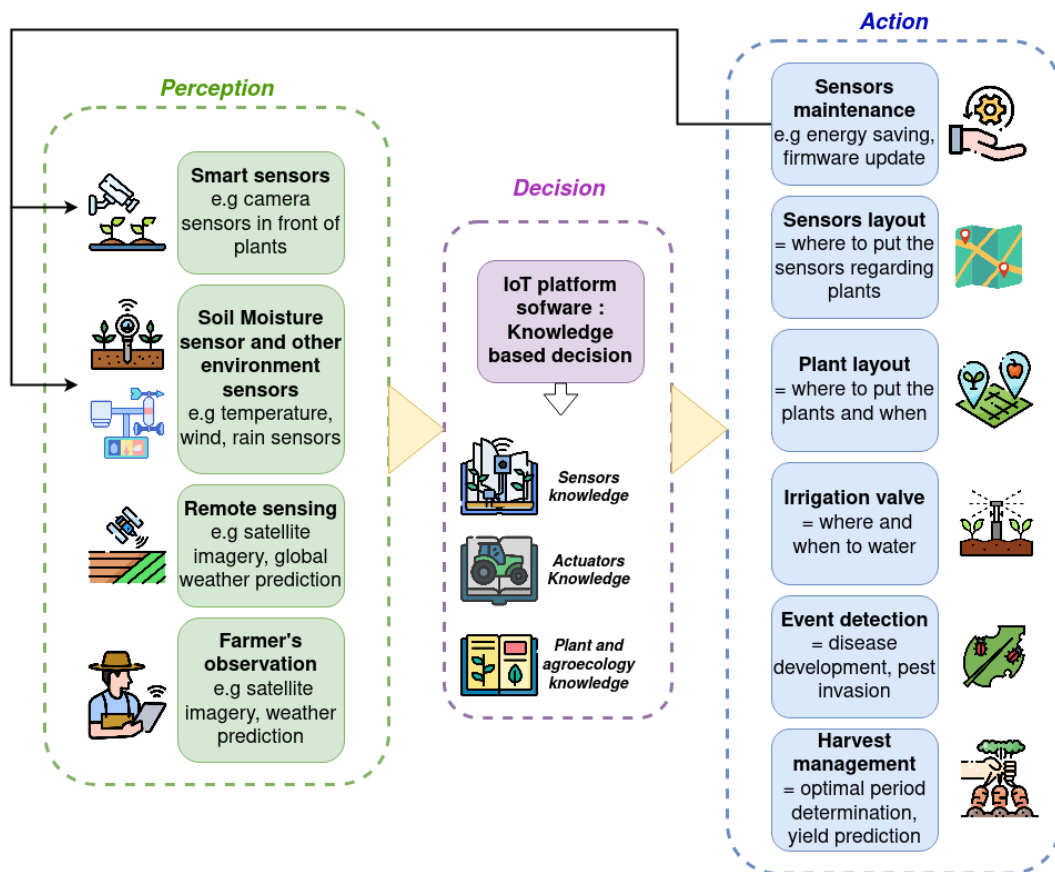 Action
Perception
Sensors
maintenance
e.g energy saving,
firmware update
Smart sensors
e.g camera
sensors in front of
plants
Decision
Sensors layout
= where to put the
sensors regarding
plants
IoT platform
sofware :
Knowledge
based decision
Soil Moisture
sensor and other
environment
sensors
e.g temperature,
wind, rain sensors
Plant layout
= where to put the
plants and when
Sensors
knowledge
Irrigation valve
= where and
when to water
Remote sensing
e.g satellite
imagery, global
weather prediction
Actuators
Knowledge
Event detection
= disease
development, pest
invasion
Farmer's
observation
e.g satellite
imagery, weather
prediction
Plant and
agroecology
knowledge
Harvest
management
= optimal period
determination,
yield prediction